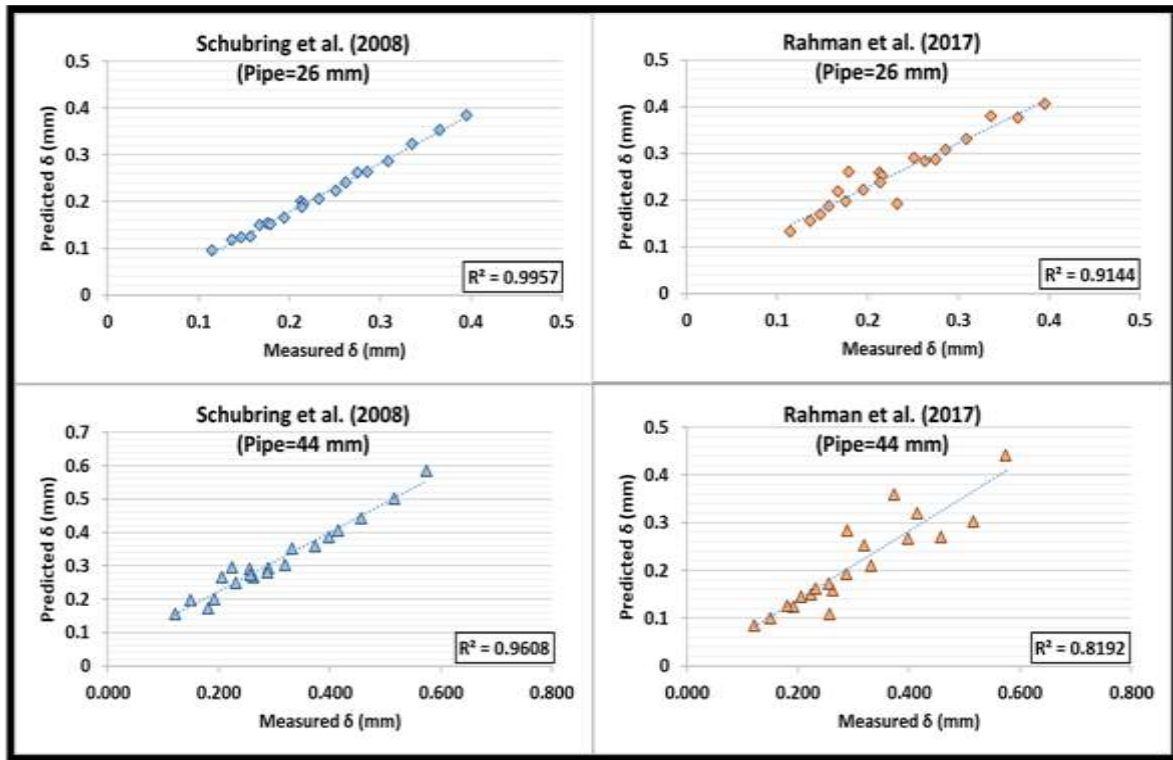 Schubring et al. (2008)
(Pipe=26 mm)
Predicted δ (mm)
0.5
0.4
0.3
0.2
0.1
0
R² = 0.9957
0 0.1 0.2 0.3 0.4 0.5
Measured δ (mm)
Rahman et al. (2017)
(Pipe=26 mm)
Predicted δ (mm)
0.5
0.4
0.3
0.2
0.1
0
R² = 0.9144
0 0.1 0.2 0.3 0.4 0.5
Measured δ (mm)
Schubring et al. (2008)
(Pipe=44 mm)
Predicted δ (mm)
0.7
0.6
0.5
0.4
0.3
0.2
0.1
0
R² = 0.9608
0.000 0.200 0.400 0.600 0.800
Measured δ (mm)
Rahman et al. (2017)
(Pipe=44 mm)
Predicted δ (mm)
0.5
0.4
0.3
0.2
0.1
0
R² = 0.8192
0.000 0.200 0.400 0.600 0.800
Measured δ (mm)